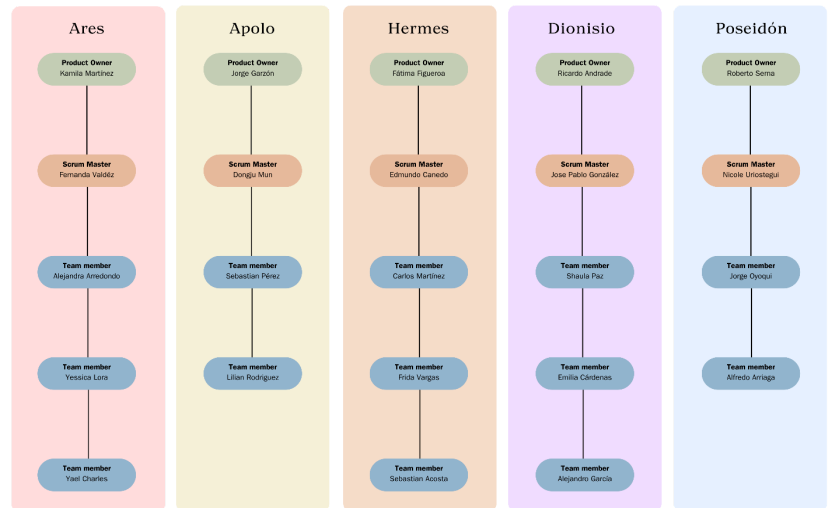 Ares
Product Owner
Kamila Martínez
Scrum Master
Fernanda Valdéz
Team member
Alejandra Arredondo
Team member
Yessica Lora
Team member
Yael Charles
Apolo
Product Owner
Jorge Garzón
Scrum Master
Dongju Mun
Team member
Sebastian Pérez
Team member
Lilian Rodriguez
Hermes
Product Owner
Fátima Figueroa
Scrum Master
Edmundo Canedo
Team member
Carlos Martínez
Team member
Frida Vargas
Team member
Sebastian Acosta
Dionisio
Product Owner
Ricardo Andrade
Scrum Master
Jose Pablo González
Team member
Shaula Paz
Team member
Emilia Cárdenas
Team member
Alejandro García
Poseidón
Product Owner
Roberto Serna
Scrum Master
Nicole Uriostegui
Team member
Jorge Oyoqui
Team member
Alfredo Arriaga